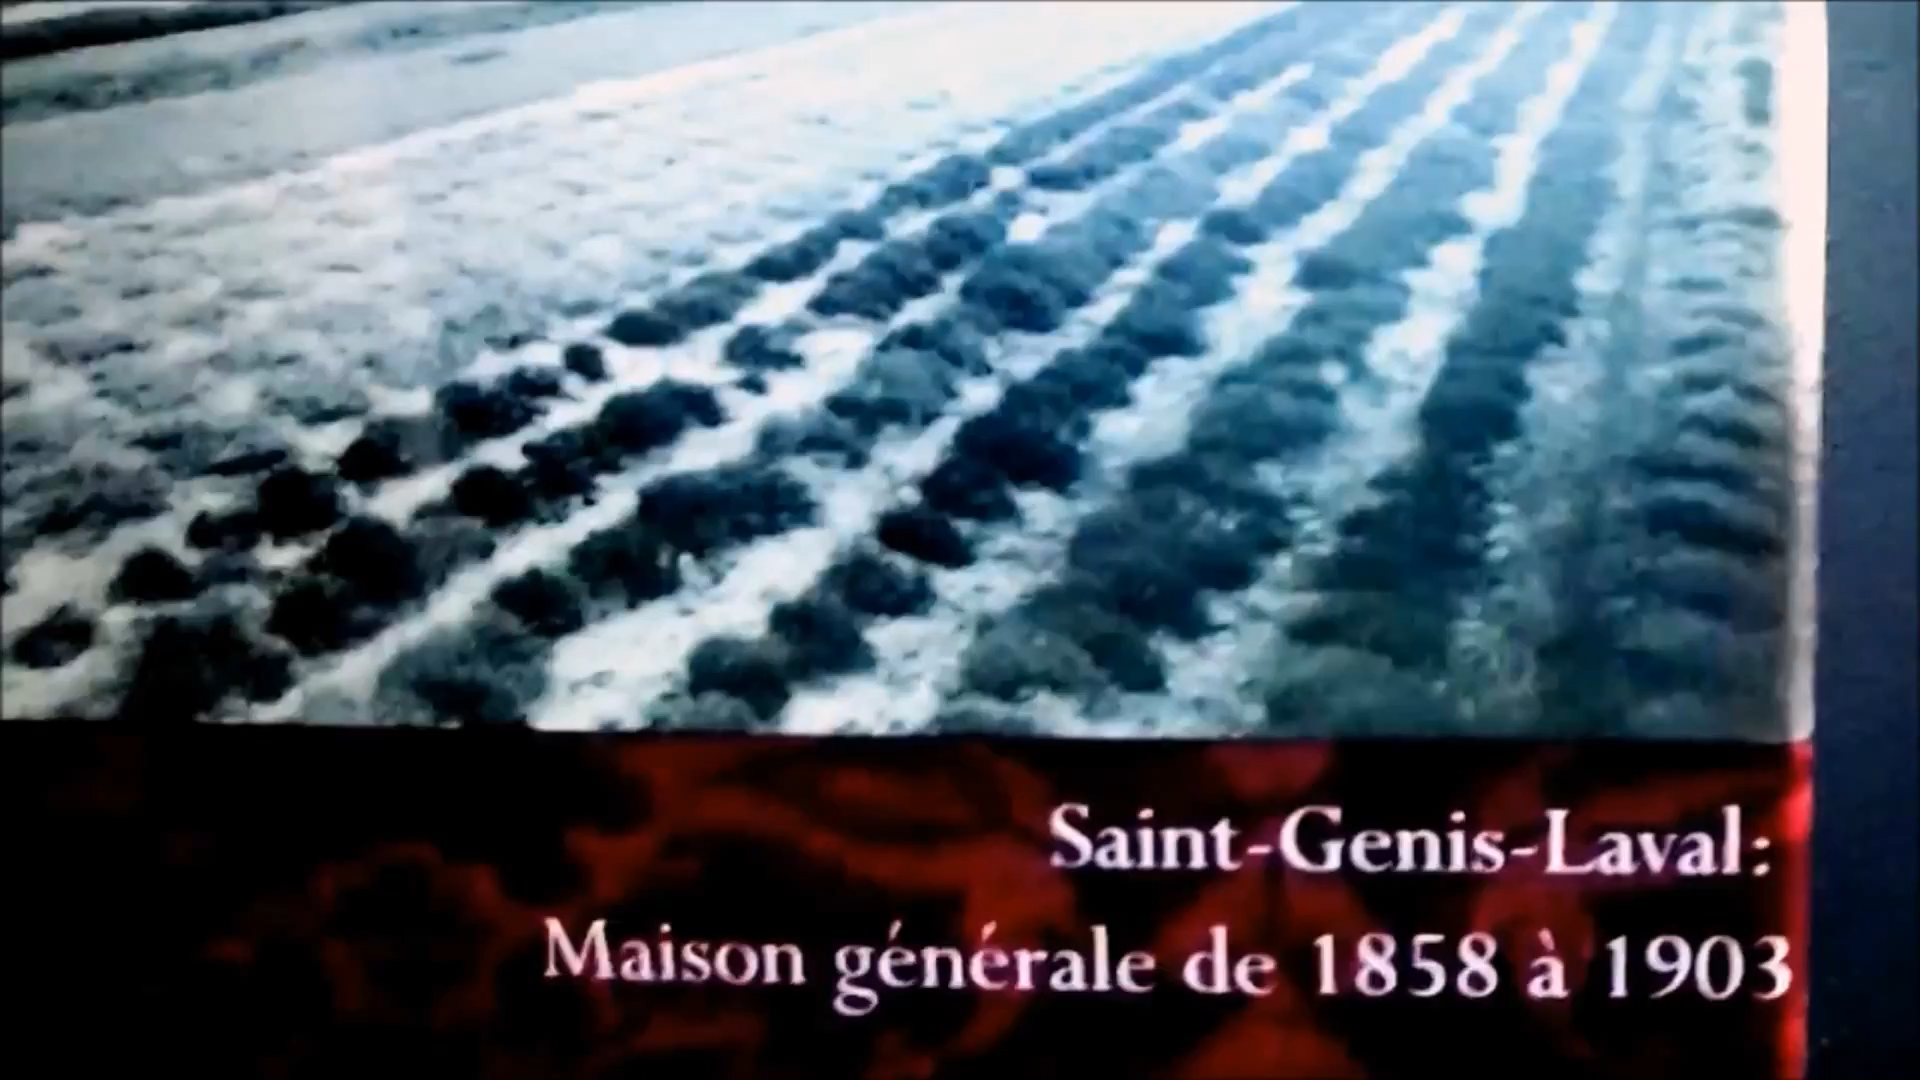 Saint-Genis-Laval:
Maison générale de 1858 à 1903